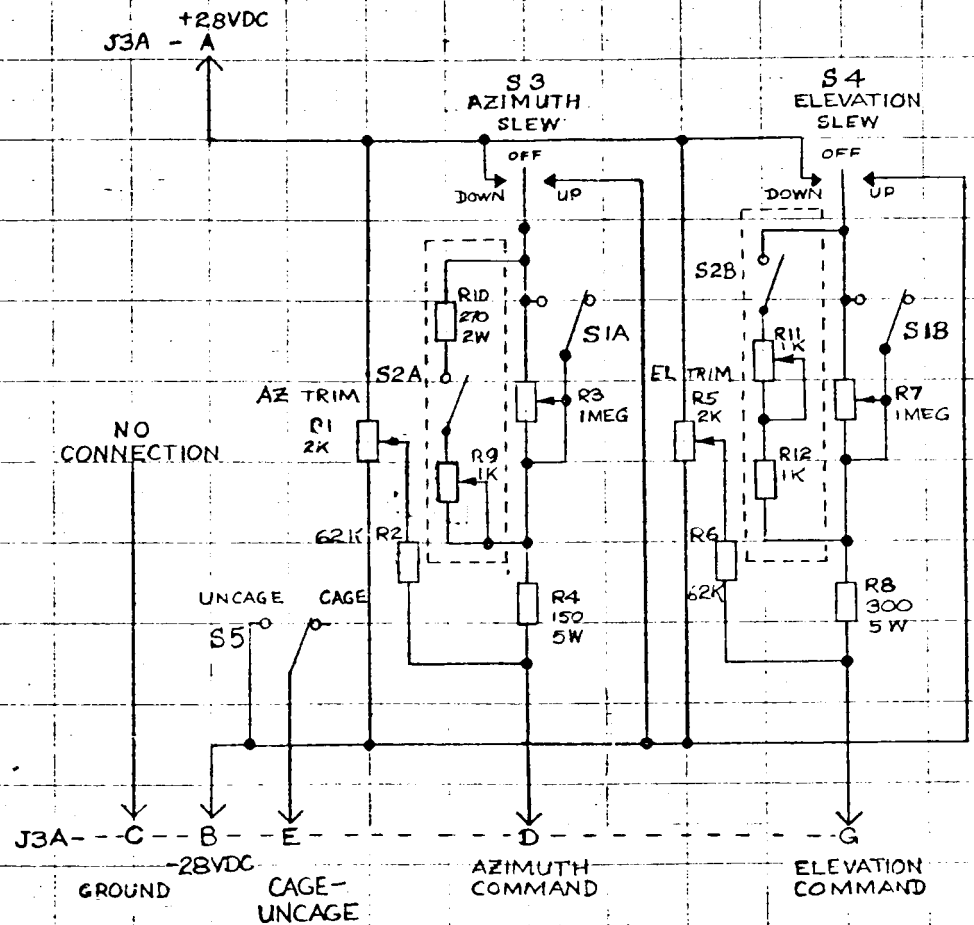 +28VDC
J3A - A
S3
AZIMUTH
SLEW
OFF
DOWN
UP
S4
ELEVATION
SLEW
OFF
DOWN
UP
R10
270
2W
S2A
S1A
R9
1K
R3
1MEG
AZ TRIM
R1
2K
62K R2
R4
150
5W
S2B
R11
1K
S1B
EL TRIM
R5
2K
R7
1MEG
R12
1K
R6
62K
R8
300
5W
NO
CONNECTION
UNCAGE
CAGE
S5
J3A- C B E D G
-28VDC
GROUND
CAGE-
UNCAGE
AZIMUTH
COMMAND
ELEVATION
COMMAND